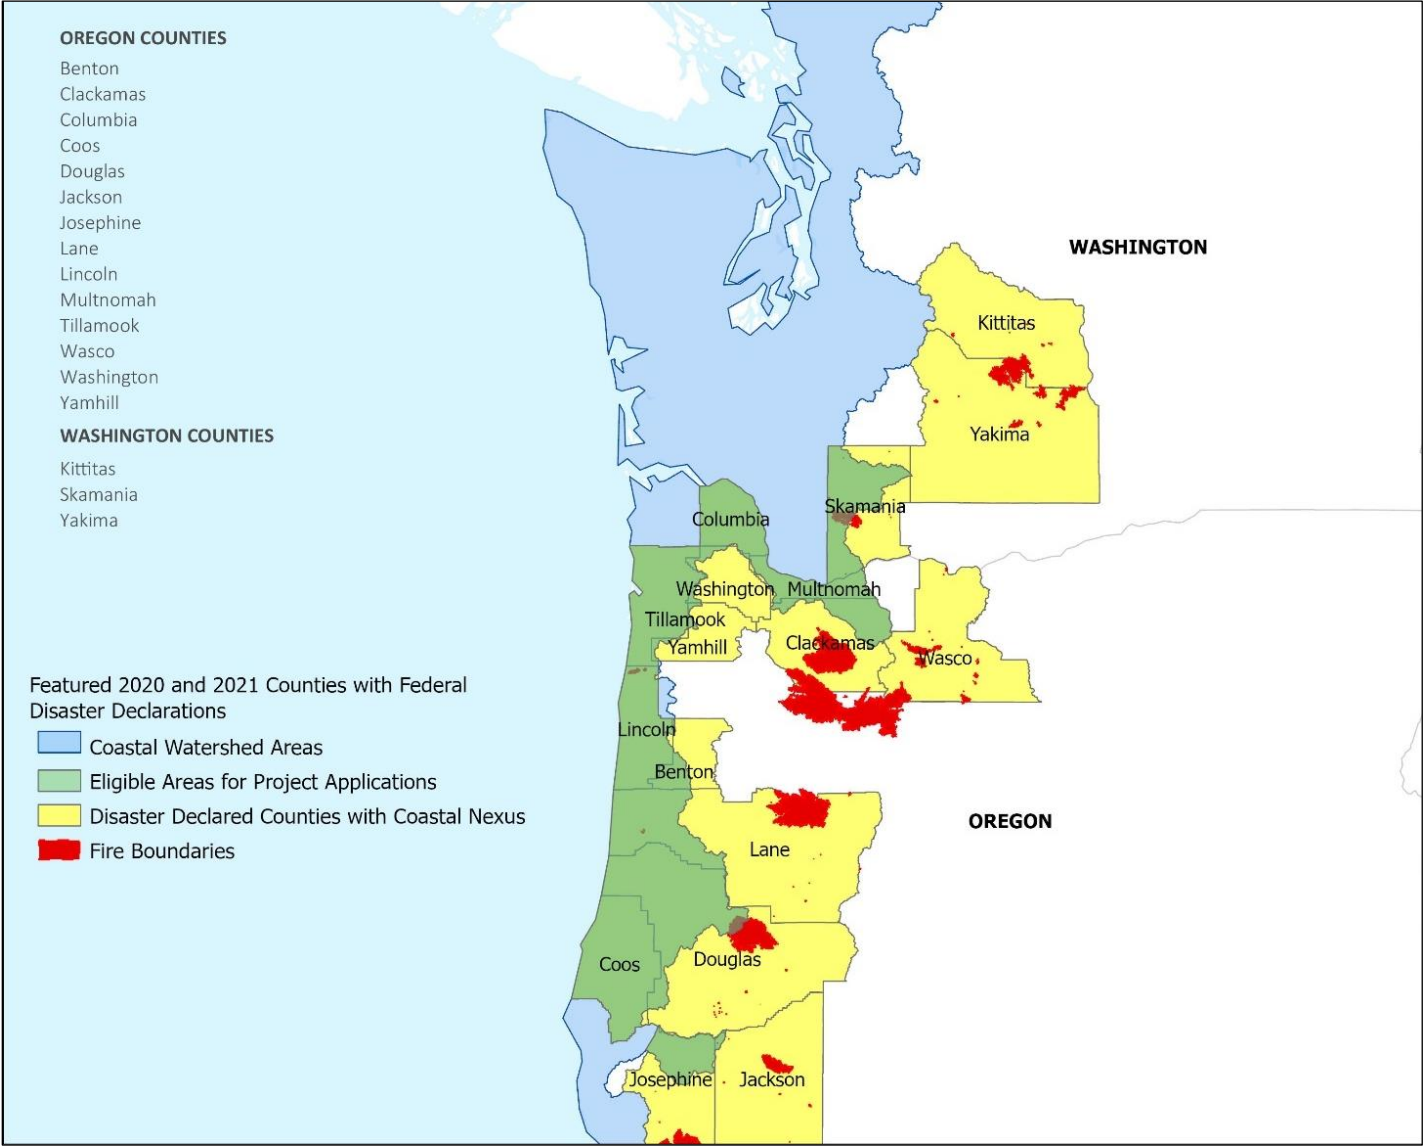 OREGON COUNTIES
Benton
Clackamas
Columbia
Coos
Douglas
Jackson
Josephine
Lane
Lincoln
Multnomah
Tillamook
Wasco
Washington
Yamhill
WASHINGTON COUNTIES
Kittitas
Skamania
Yakima
Featured 2020 and 2021 Counties with Federal
Disaster Declarations
Coastal Watershed Areas
Eligible Areas for Project Applications
Disaster Declared Counties with Coastal Nexus
Fire Boundaries
WASHINGTON
Kittitas
Yakima
Skamania
Columbia
Washington
Multnomah
Tillamook
Yamhill
Clackamas
Wasco
Lincoln
Benton
OREGON
Lane
Douglas
Coos
Josephine
Jackson